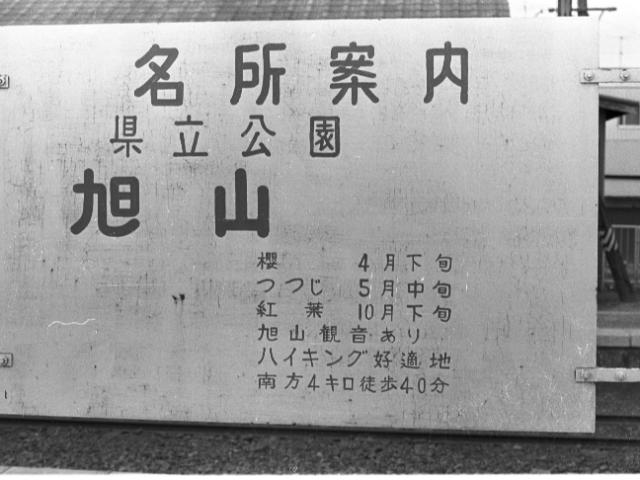 名所案内
県立公園
旭山
櫻 4月下旬
つつじ 5月中旬
紅葉 10月下旬
旭山観音あり
ハイキング好適地
南方4キロ徒歩40分